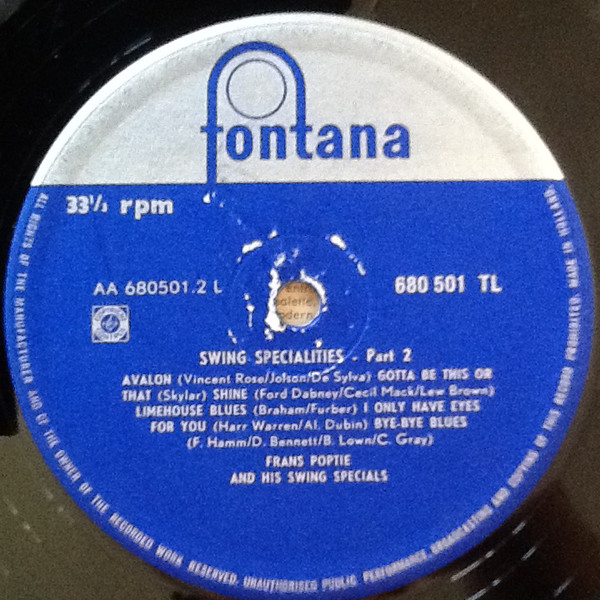 fontana
33⅓ rpm
AA 680501.2 L
680 501 TL
SWING SPECIALITIES - Part 2
AVALON (Vincent Rose/Jolson/De Sylva) GOTTA BE THIS OR
THAT (Skylar) SHINE (Ford Dabney/Cecil Mack/Lew Brown)
LIMEHOUSE BLUES (Braham/Furber) I ONLY HAVE EYES
FOR YOU (Harr Warren/Al. Dubin) BYE-BYE BLUES
(F. Hamm/D. Bennett/B. Lown/C. Gray)
FRANS POPTIE
AND HIS SWING SPECIALS
ALL RIGHTS OF THE MANUFACTURER AND OF THE OWNER OF THE RECORDED WORK RESERVED. UNAUTHORISED PUBLIC PERFORMANCE, BROADCASTING AND COPYING OF THIS RECORD PROHIBITED. MADE IN HOLLAND.